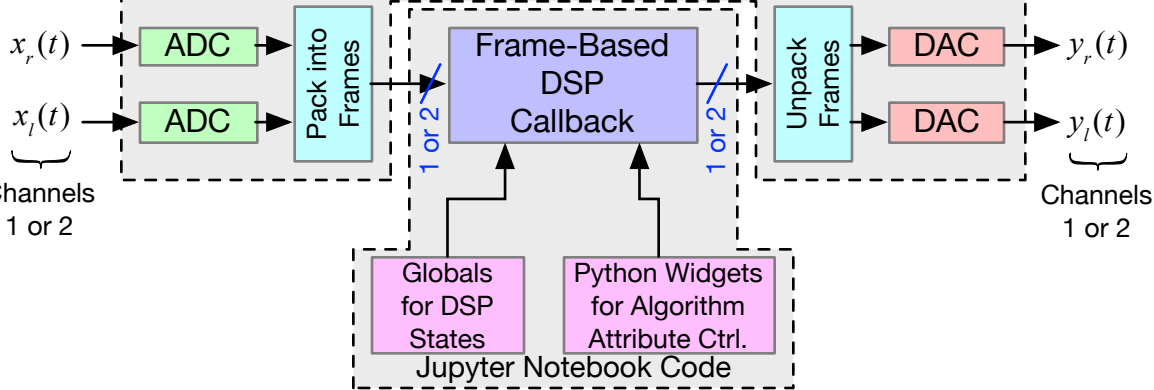 x_r(t)
ADC
Pack into
Frames
Frame-Based
DSP
Callback
Unpack
Frames
DAC
y_r(t)
x_l(t)
ADC
1 or 2
1 or 2
DAC
y_l(t)
Channels
1 or 2
Channels
1 or 2
Globals
for DSP
States
Python Widgets
for Algorithm
Attribute Ctrl.
Jupyter Notebook Code